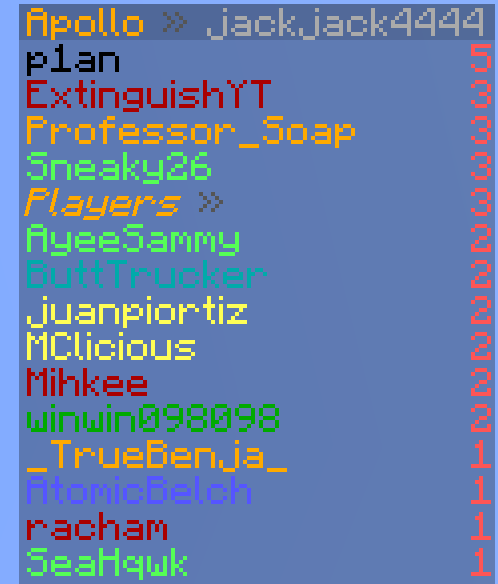 Apollo » jackjack4444
p1an 5
ExtinguishYT 3
Professor_Soap 3
Sneaky26 3
Players » 3
AyeeSammy 2
ButtTrucker 2
juanpiortiz 2
MClicious 2
Mihkee 2
winwin098098 2
_TrueBenja_ 1
AtomicBelch 1
racham 1
SeaHqwk 1